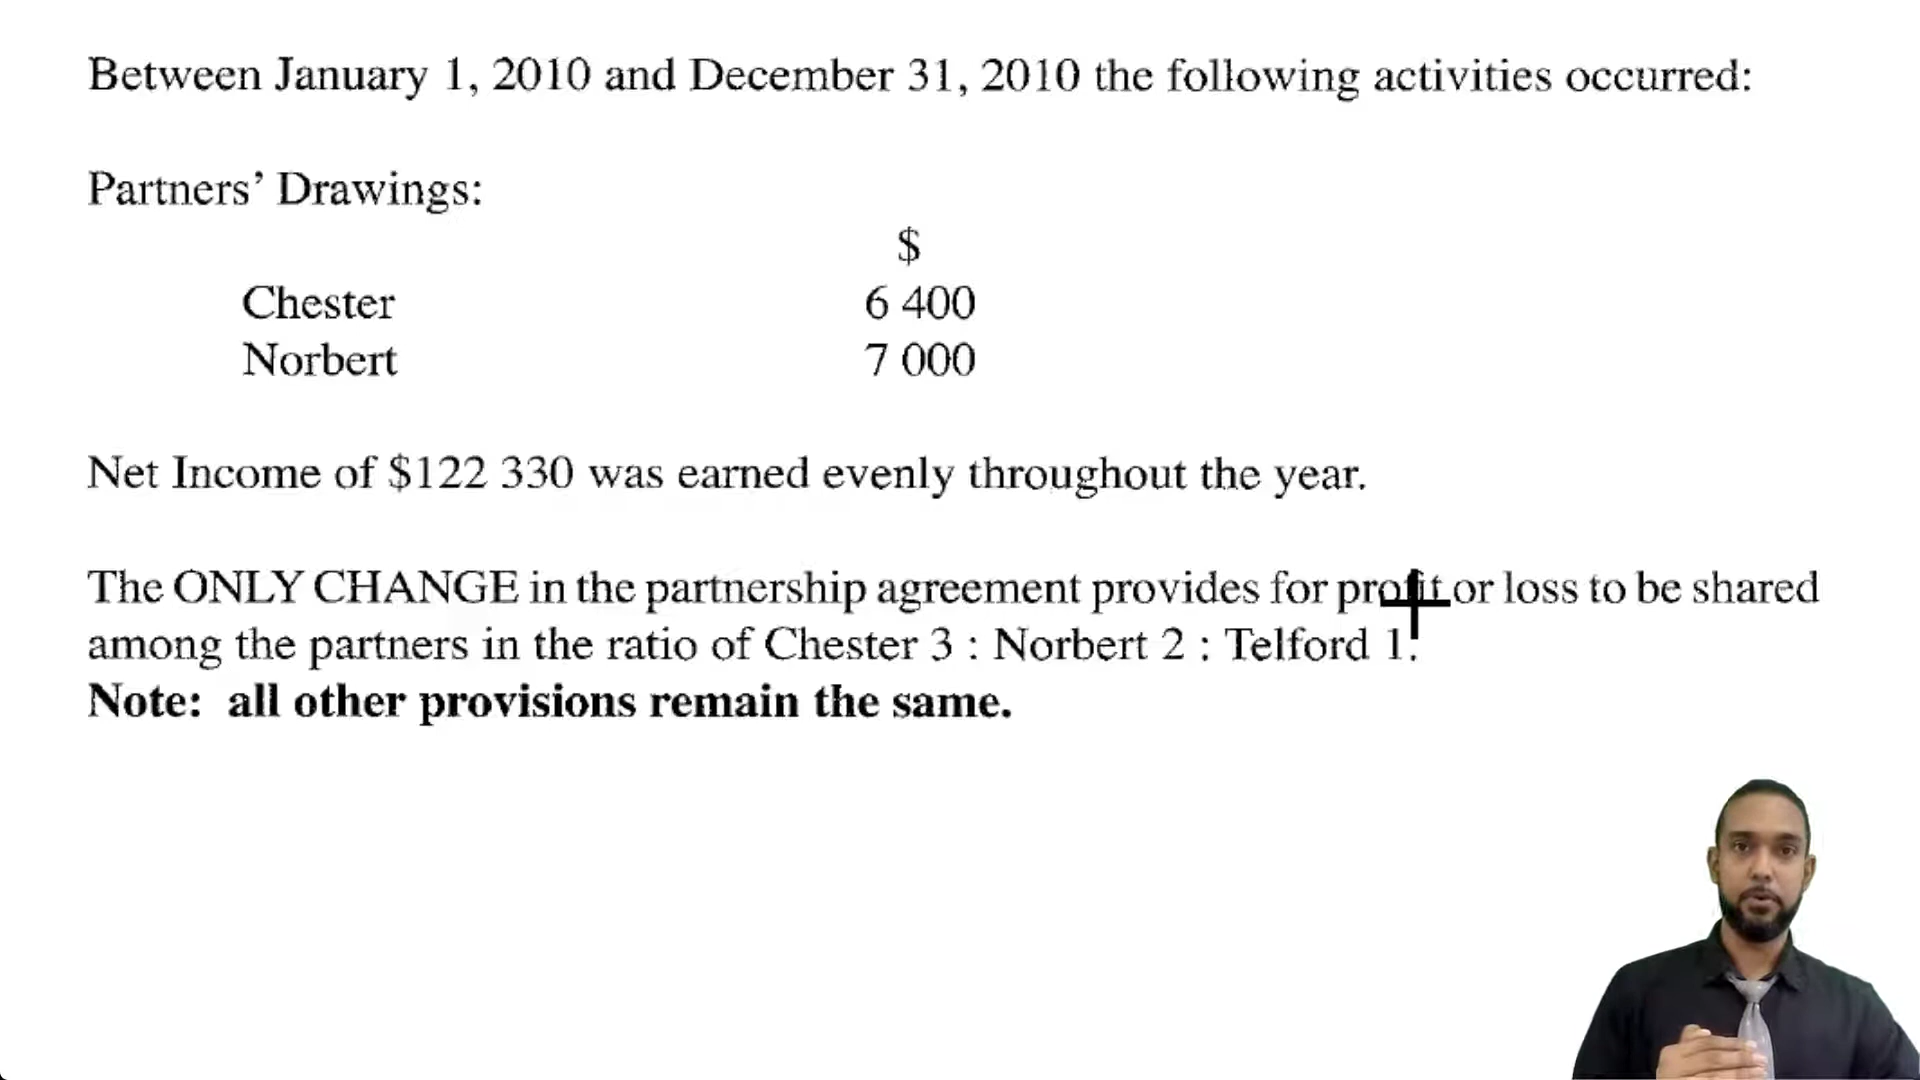 Between January 1, 2010 and December 31, 2010 the following activities occurred:
Partners’ Drawings:
$
Chester 6 400
Norbert 7 000
Net Income of $122 330 was earned evenly throughout the year.
The ONLY CHANGE in the partnership agreement provides for profit or loss to be shared
among the partners in the ratio of Chester 3 : Norbert 2 : Telford 1.
Note: all other provisions remain the same.